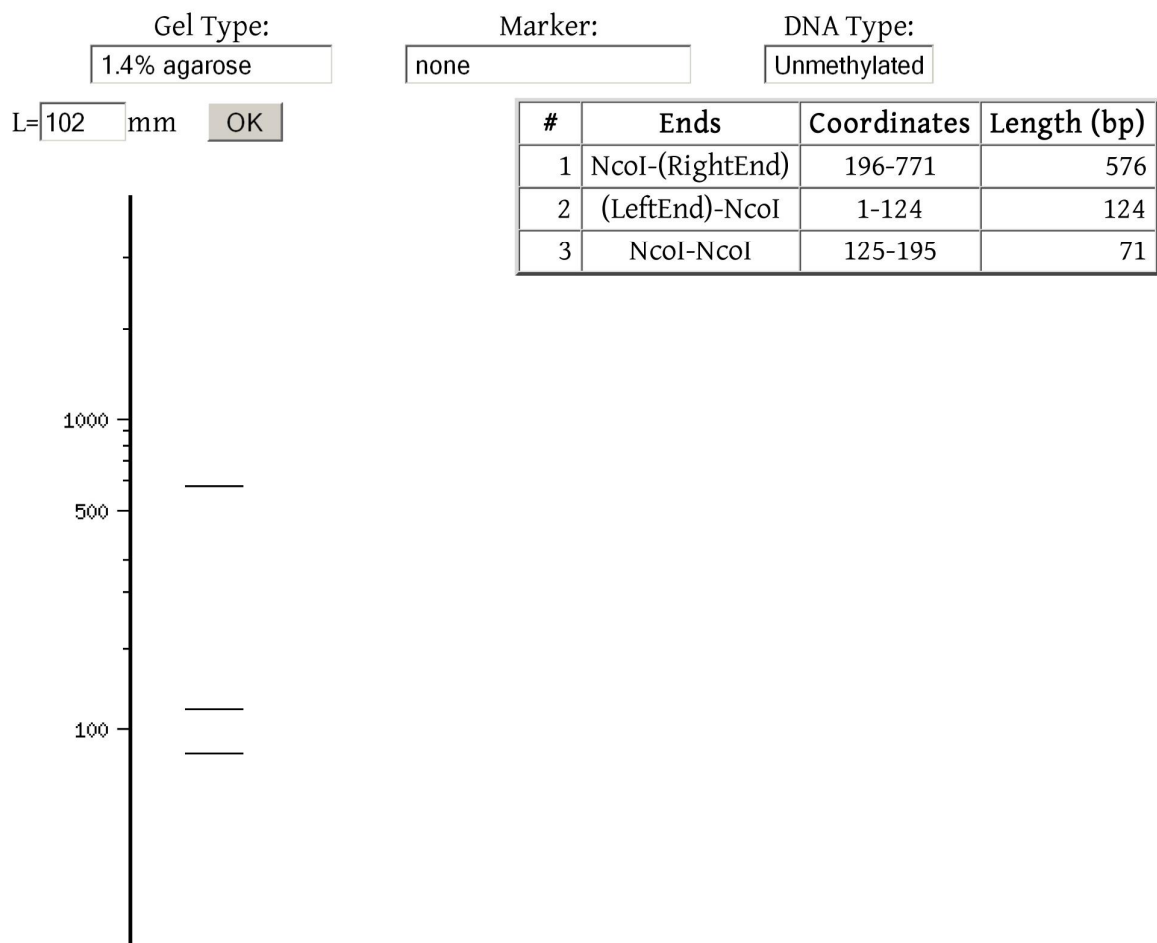 Gel Type: Marker: DNA Type:
1.4% agarose none Unmethylated
L= 102 mm OK
# Ends Coordinates Length (bp)
1 NcoI-(RightEnd) 196-771 576
2 (LeftEnd)-NcoI 1-124 124
3 NcoI-NcoI 125-195 71
1000
500
100